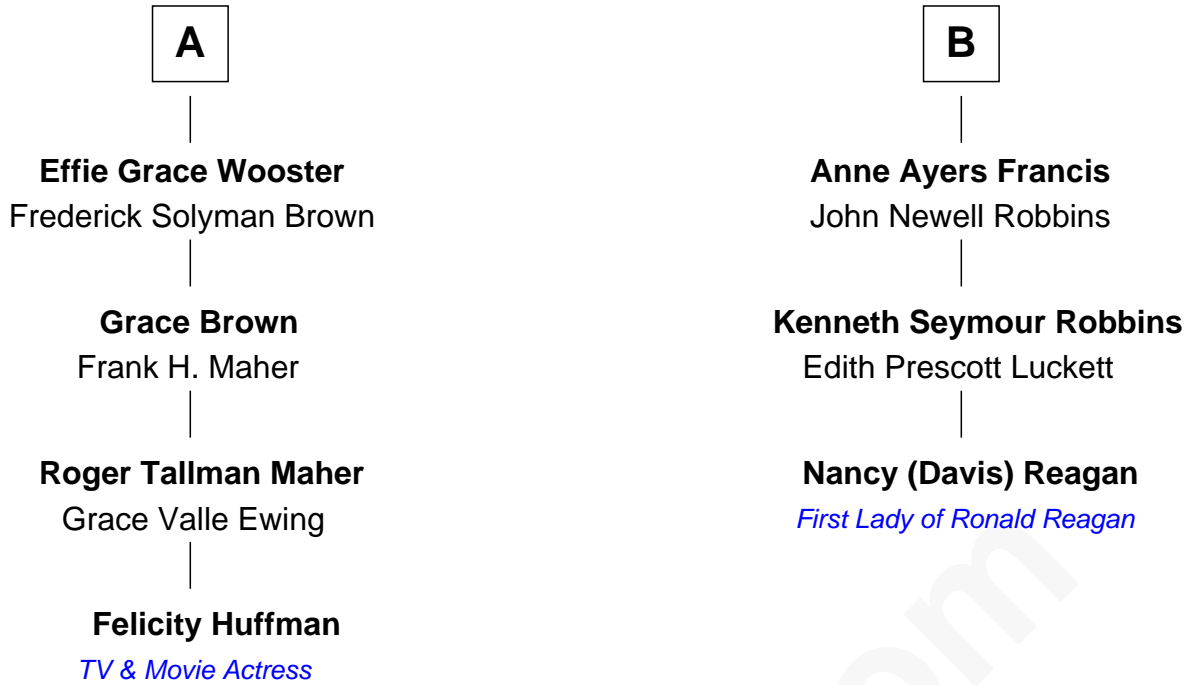 A
Effie Grace Wooster
Frederick Solyman Brown
Grace Brown
Frank H. Maher
Roger Tallman Maher
Grace Valle Ewing
Felicity Huffman
TV & Movie Actress
B
Anne Ayers Francis
John Newell Robbins
Kenneth Seymour Robbins
Edith Prescott Luckett
Nancy (Davis) Reagan
First Lady of Ronald Reagan
om